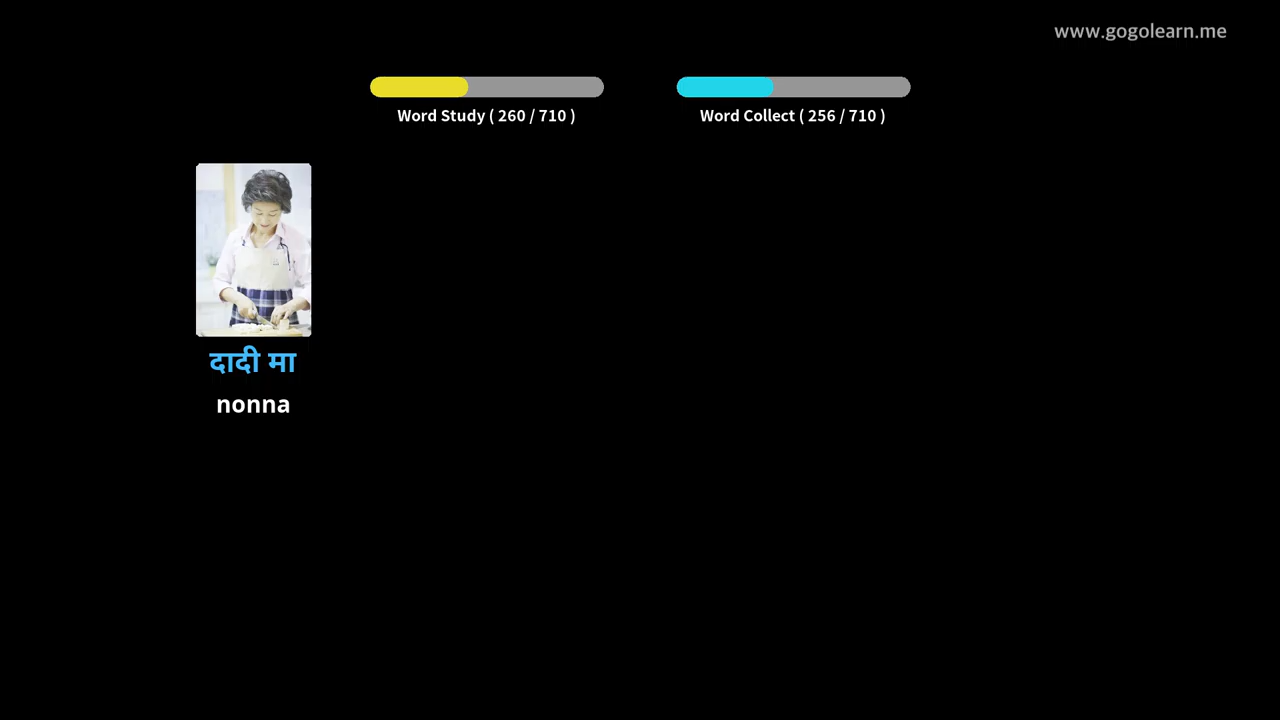 www.gogolearn.me
Word Study ( 260 / 710 )
Word Collect ( 256 / 710 )
दादी मा
nonna